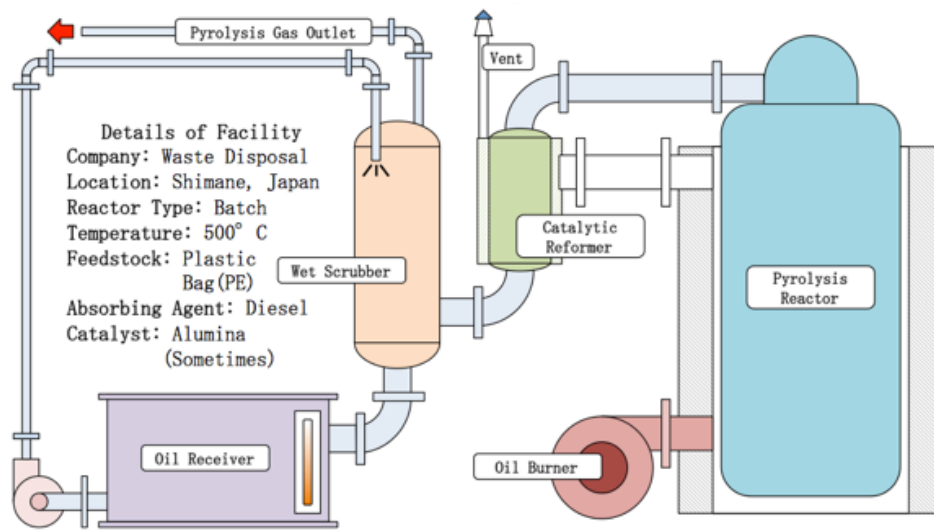 Pyrolysis Gas Outlet
Vent
Details of Facility
Company: Waste Disposal
Location: Shimane, Japan
Reactor Type: Batch
Temperature: 500° C
Feedstock: Plastic
Bag(PE)
Absorbing Agent: Diesel
Catalyst: Alumina
(Sometimes)
Wet Scrubber
Catalytic
Reformer
Pyrolysis
Reactor
Oil Receiver
Oil Burner